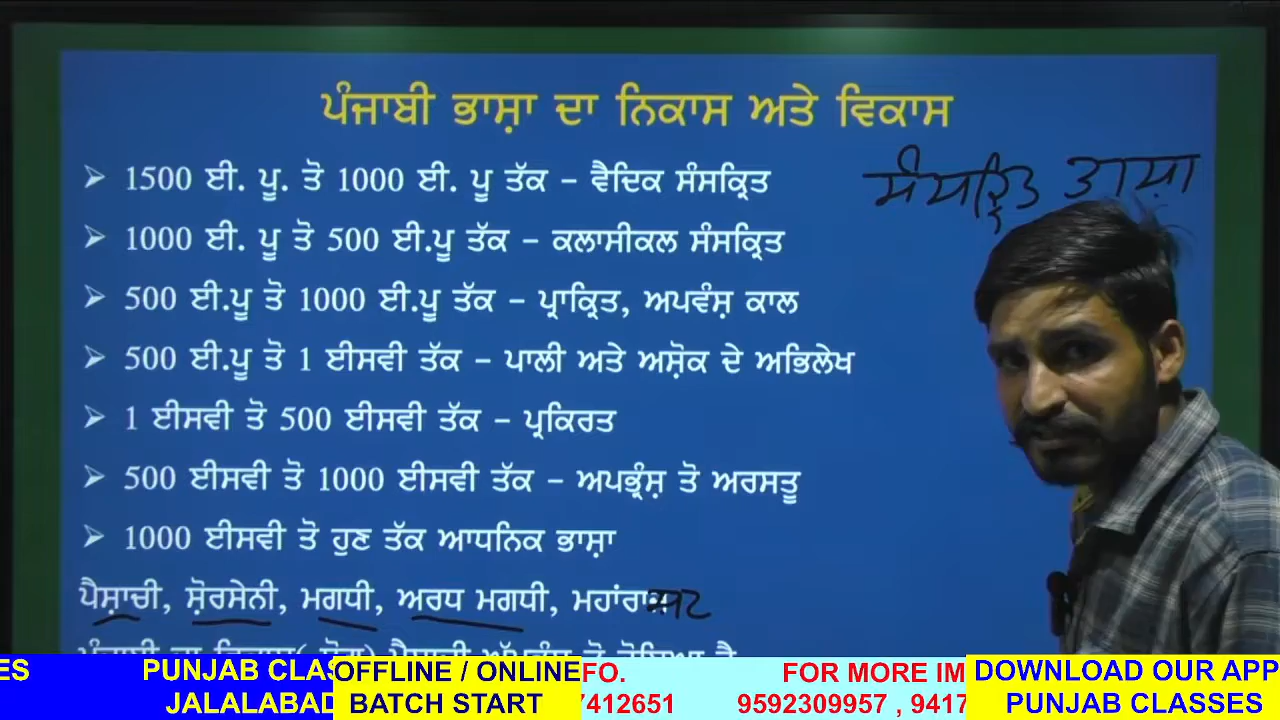 ਪੰਜਾਬੀ ਭਾਸ਼ਾ ਦਾ ਨਿਕਾਸ ਅਤੇ ਵਿਕਾਸ
➢ 1500 ਈ. ਪੂ. ਤੋ 1000 ਈ. ਪੂ ਤੱਕ – ਵੈਦਿਕ ਸੰਸਕ੍ਰਿਤ
ਸੰਸਕ੍ਰਿਤ ਭਾਸ਼ਾ
➢ 1000 ਈ. ਪੂ ਤੋ 500 ਈ.ਪੂ ਤੱਕ – ਕਲਾਸੀਕਲ ਸੰਸਕ੍ਰਿਤ
➢ 500 ਈ.ਪੂ ਤੋ 1000 ਈ.ਪੂ ਤੱਕ – ਪ੍ਰਾਕ੍ਰਿਤ, ਅਪਵੰਸ਼ ਕਾਲ
➢ 500 ਈ.ਪੂ ਤੋ 1 ਈਸਵੀ ਤੱਕ – ਪਾਲੀ ਅਤੇ ਅਸ਼ੋਕ ਦੇ ਅਭਿਲੇਖ
➢ 1 ਈਸਵੀ ਤੋ 500 ਈਸਵੀ ਤੱਕ – ਪ੍ਰਕਿਰਤ
➢ 500 ਈਸਵੀ ਤੋ 1000 ਈਸਵੀ ਤੱਕ – ਅਪਭ੍ਰੰਸ਼ ਤੋ ਅਰਸਤੂ
➢ 1000 ਈਸਵੀ ਤੋ ਹੁਣ ਤੱਕ ਆਧਨਿਕ ਭਾਸ਼ਾ
ਪੈਸ਼ਾਚੀ, ਸ਼ੋਰਸੇਨੀ, ਮਗਧੀ, ਅਰਧ ਮਗਧੀ,
PUNJAB CLAS OFFLINE / ONLINE FO. FOR MORE IM DOWNLOAD OUR APP
JALALABAD BATCH START 7412651 9592309957 , 9417 PUNJAB CLASSES